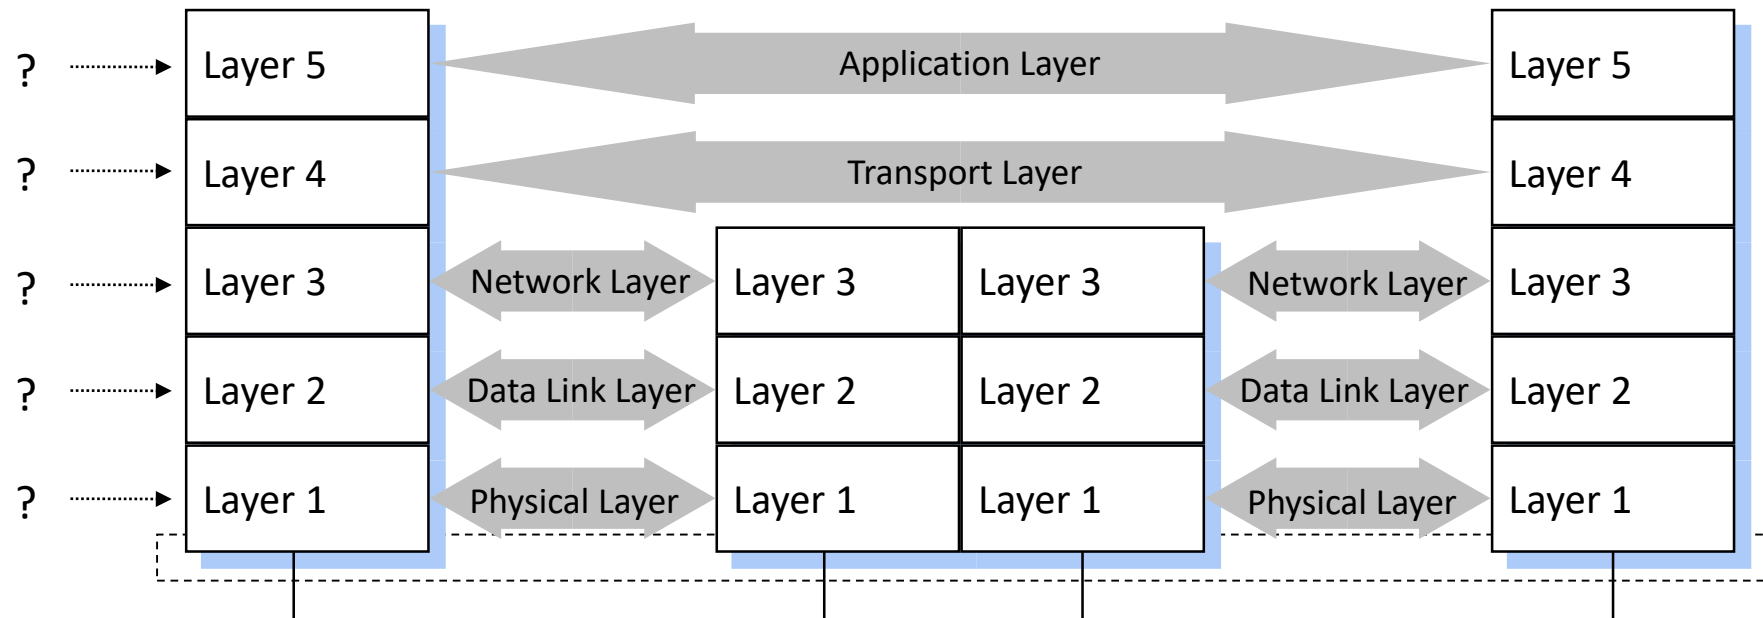 ? Layer 5 Application Layer Layer 5
? Layer 4 Transport Layer Layer 4
? Layer 3 Network Layer Layer 3 Layer 3 Network Layer Layer 3
? Layer 2 Data Link Layer Layer 2 Layer 2 Data Link Layer Layer 2
? Layer 1 Physical Layer Layer 1 Layer 1 Physical Layer Layer 1